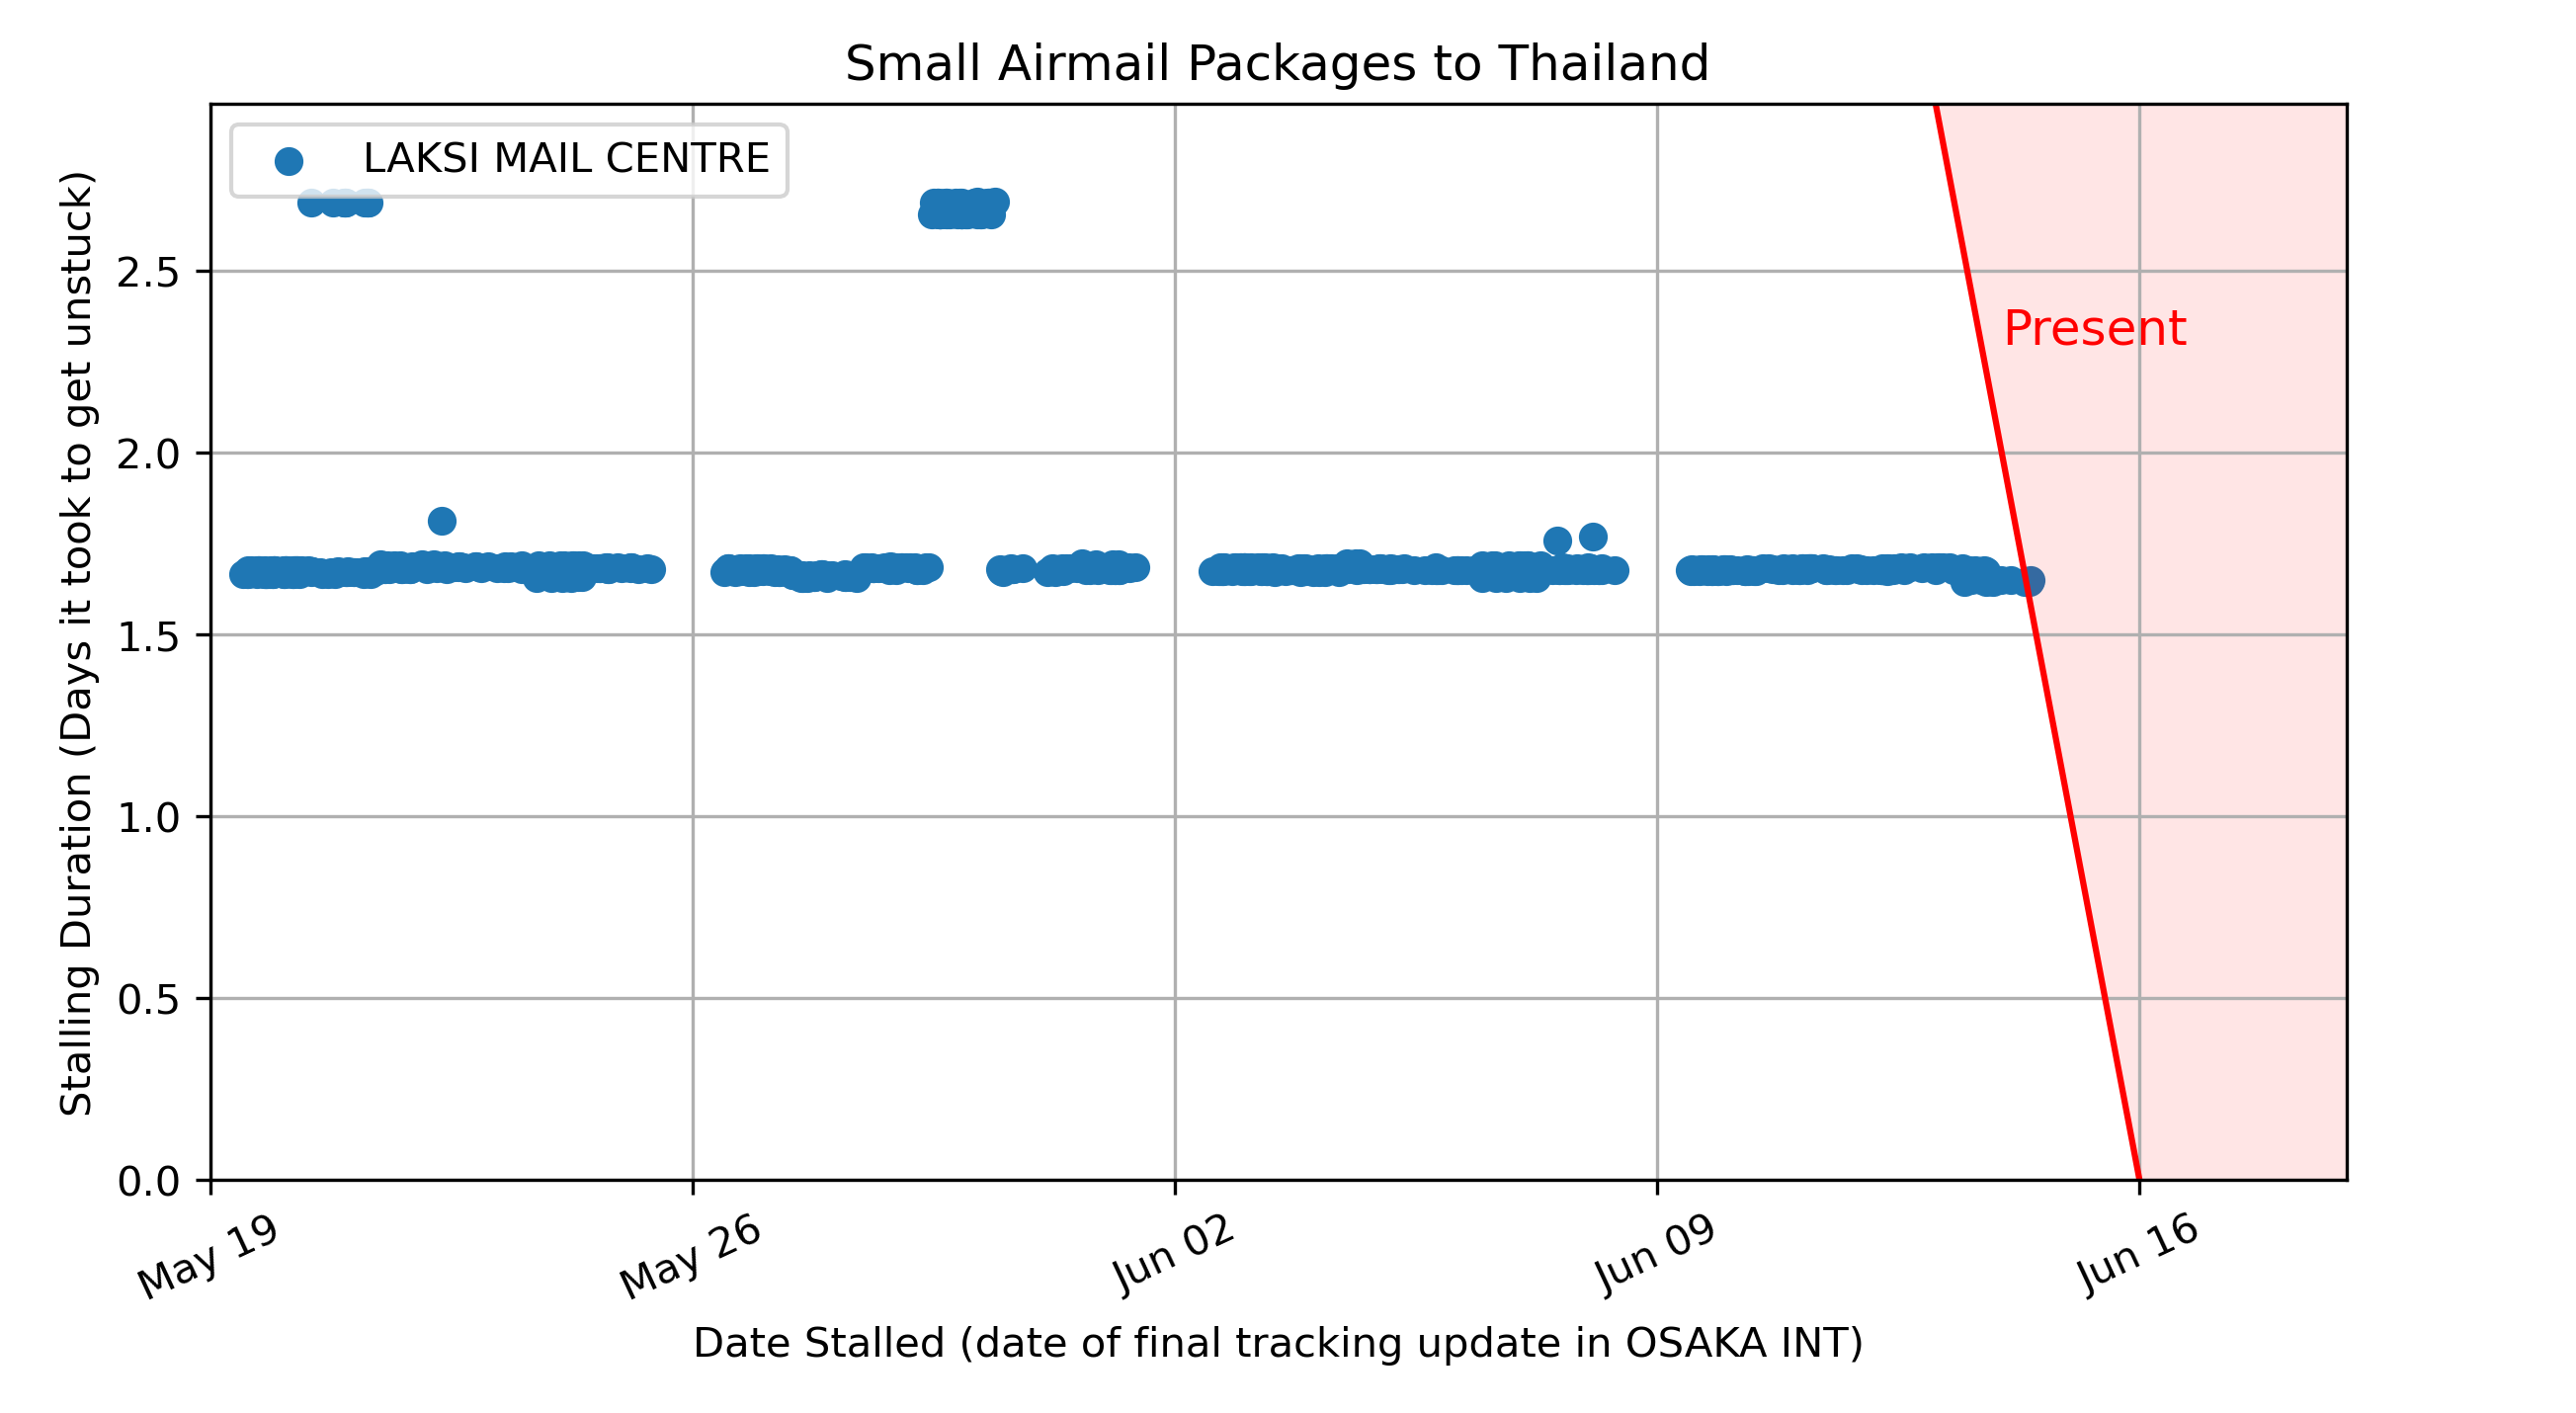 Small Airmail Packages to Thailand
LAKSI MAIL CENTRE
Present
Stalling Duration (Days it took to get unstuck)
2.5
2.0
1.5
1.0
0.5
0.0
May 19
May 26
Jun 02
Jun 09
Jun 16
Date Stalled (date of final tracking update in OSAKA INT)